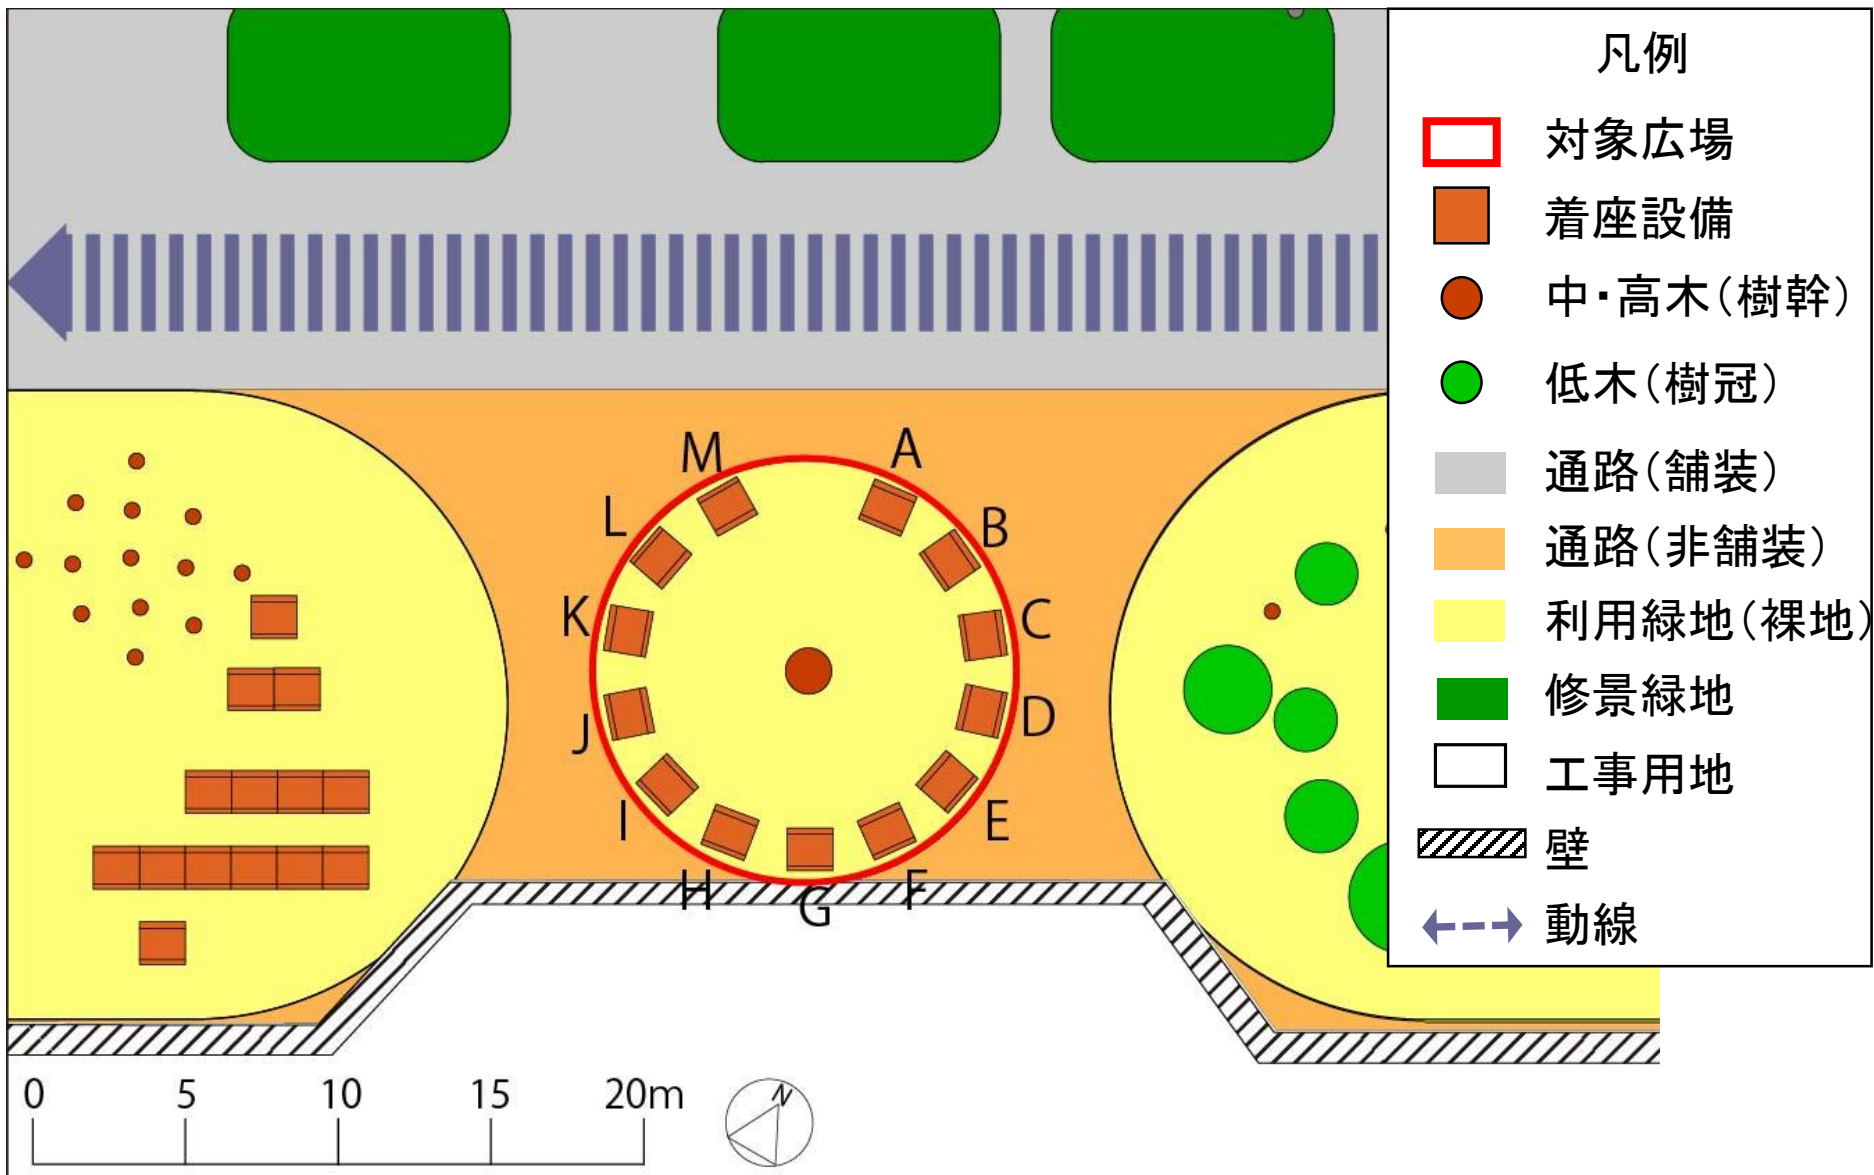 凡例
対象広場
着座設備
中・高木(樹幹)
低木(樹冠)
通路(舗装)
通路(非舗装)
利用緑地(裸地)
修景緑地
工事用地
壁
動線
M
A
L
B
K
C
J
D
I
E
H
G
F
0 5 10 15 20m
N